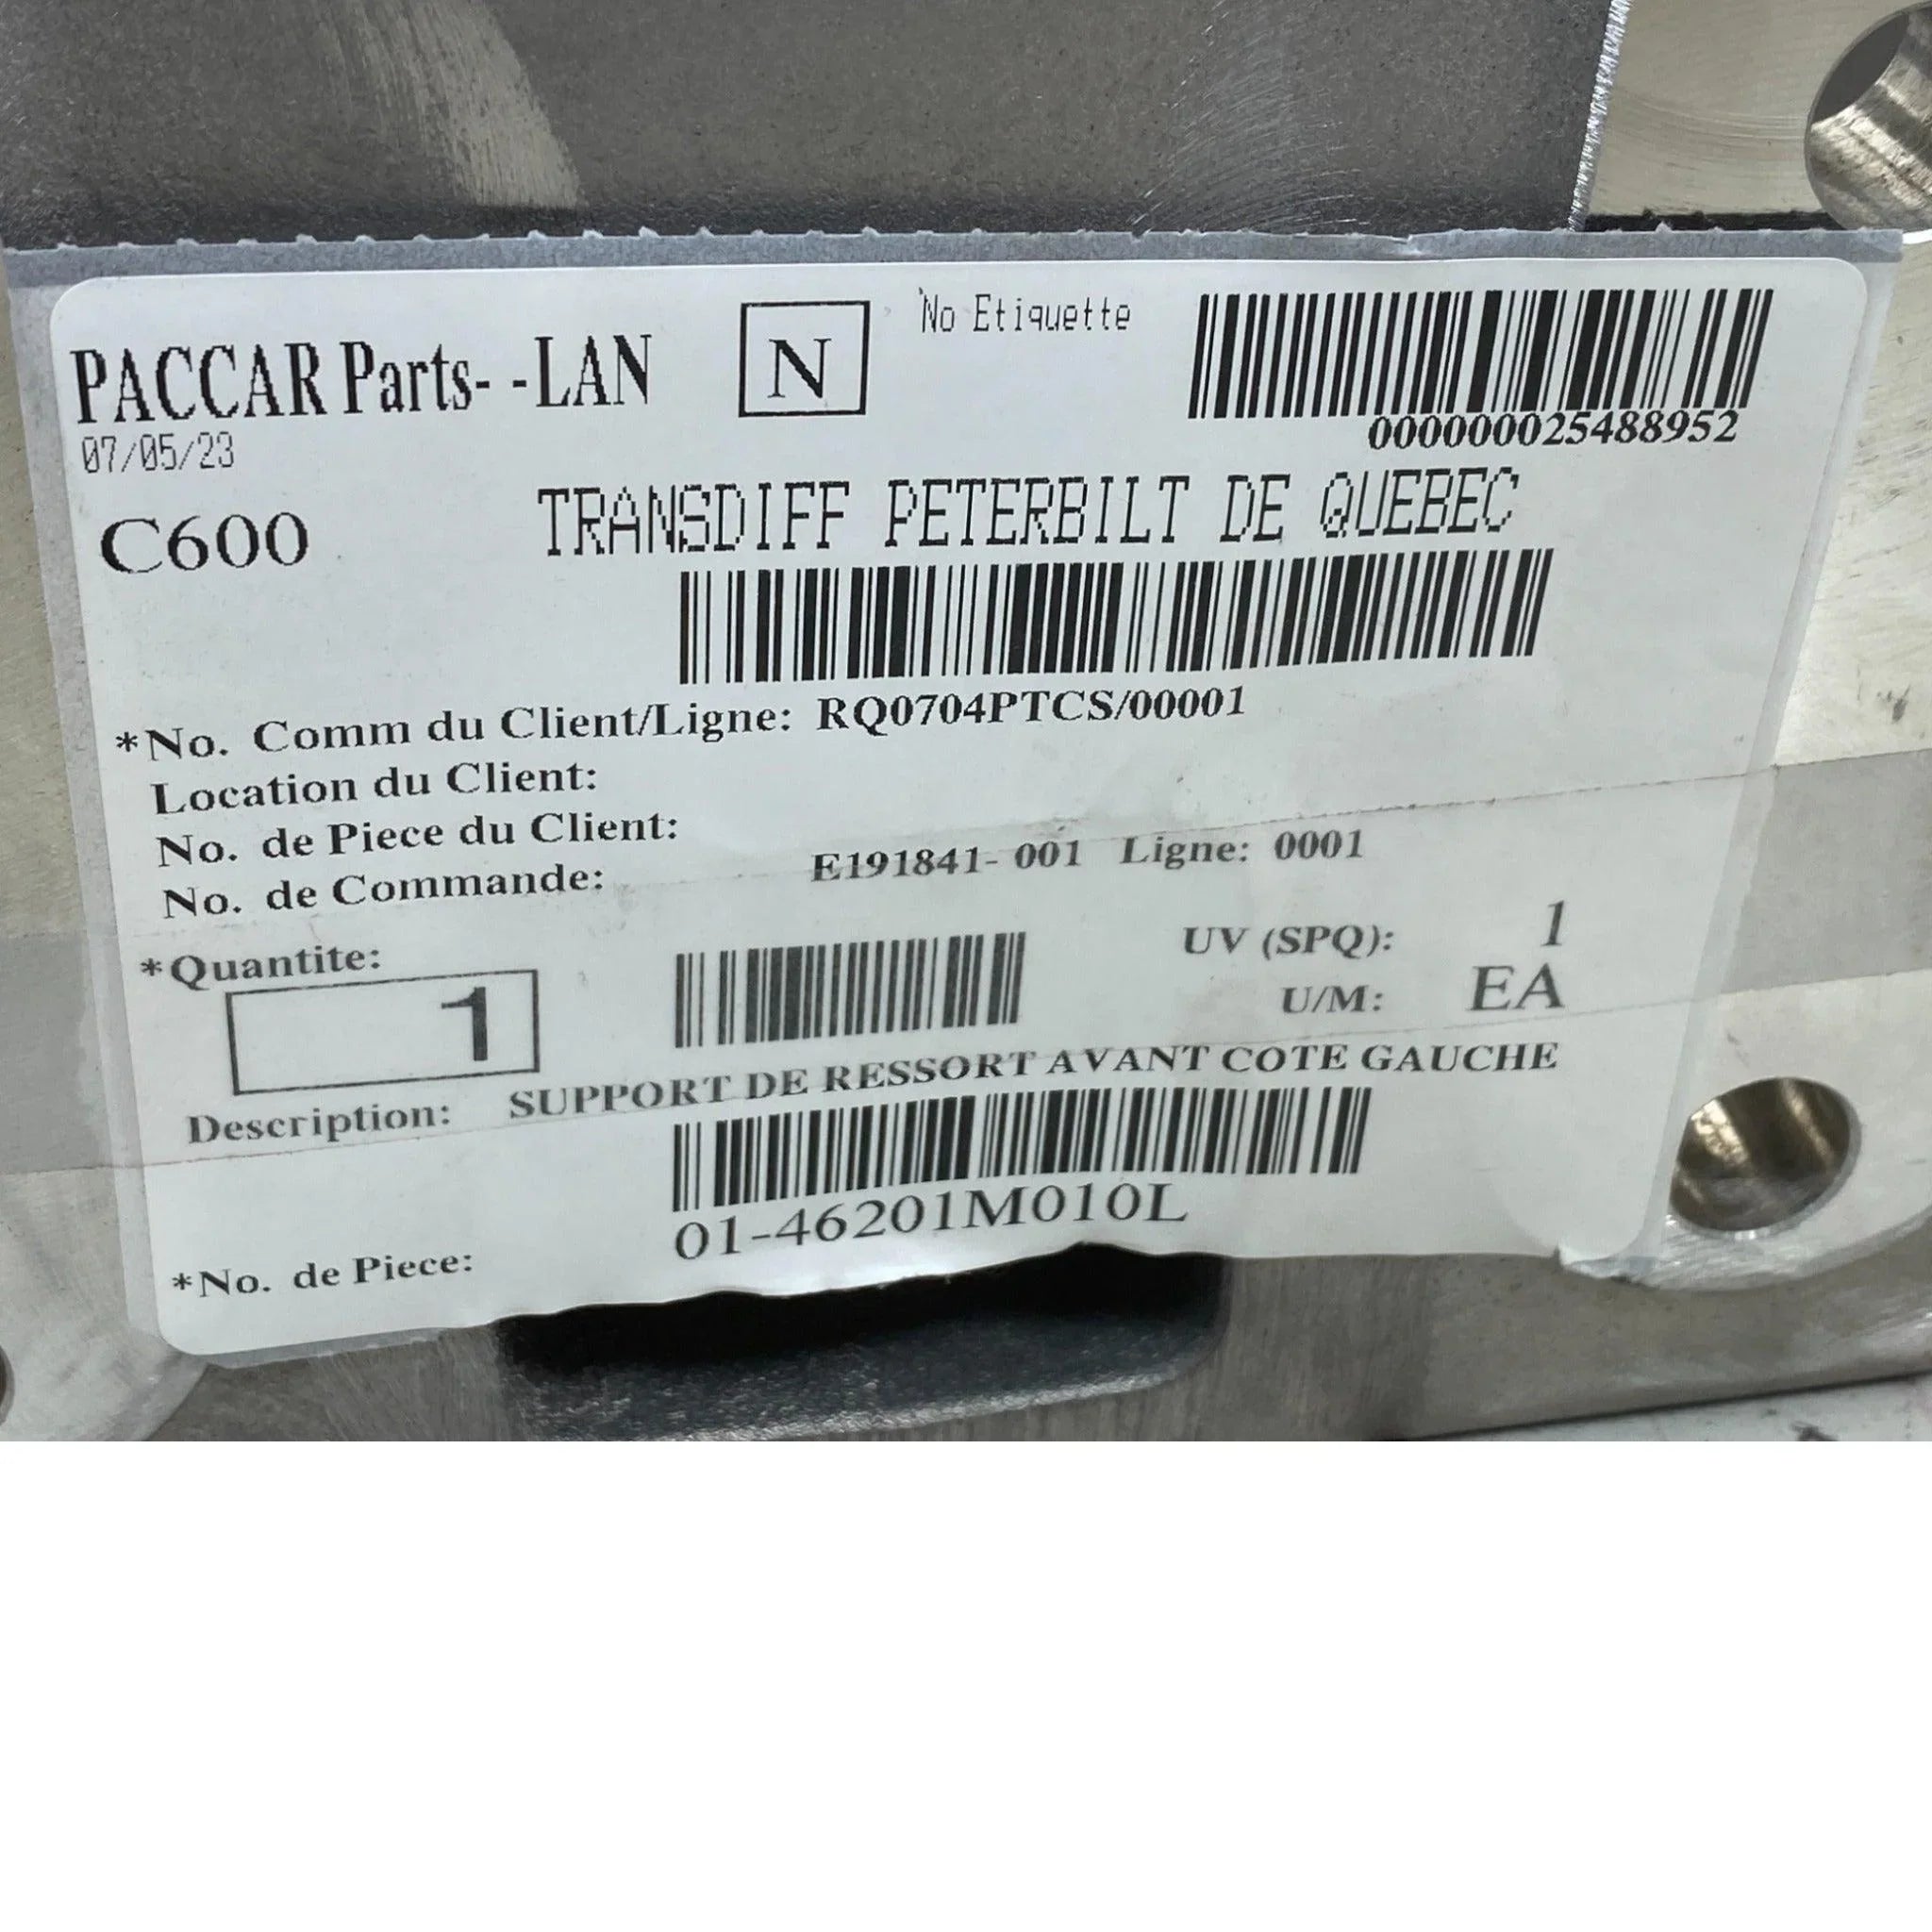 PACCAR Parts- -LAN
N
No Etiquette
000000025488952
07/05/23
C600
TRANSDIFF PETERBILT DE QUEBEC
*No. Comm du Client/Ligne: RQ0704PTCS/00001
Location du Client:
No. de Piece du Client:
No. de Commande: E191841- 001 Ligne: 0001
*Quantite:
1
UV (SPQ): 1
U/M: EA
Description: SUPPORT DE RESSORT AVANT COTE GAUCHE
*No. de Piece: 01-46201M010L